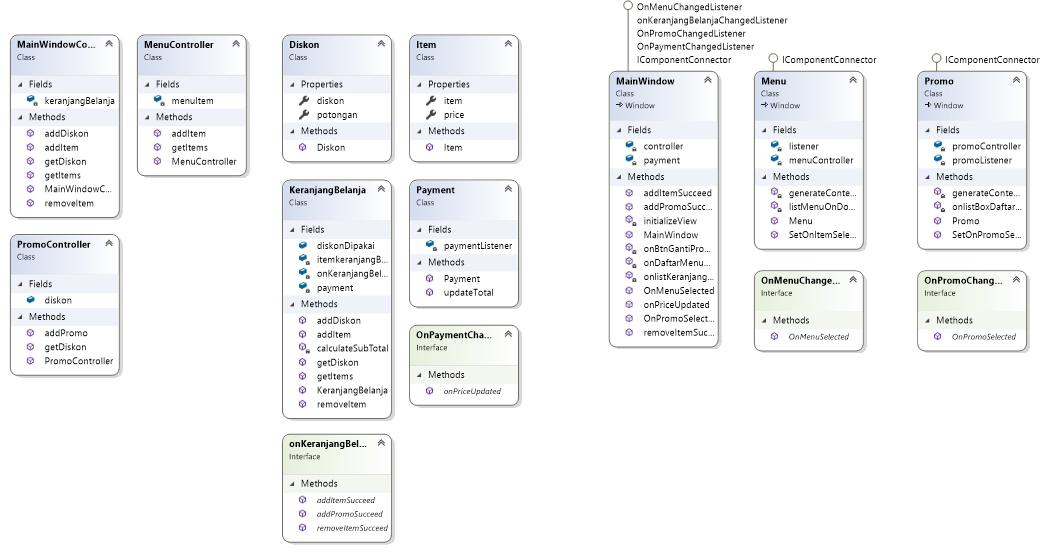 MainWindowCo...
Class
Fields
keranjangBelanja
Methods
addDiskon
addItem
getDiskon
getItems
MainWindowC...
removeItem
MenuController
Class
Fields
menuItem
Methods
addItem
getItems
MenuController
PromoController
Class
Fields
diskon
Methods
addPromo
getDiskon
PromoController
Diskon
Class
Properties
diskon
potongan
Methods
Diskon
Item
Class
Properties
item
price
Methods
Item
KeranjangBelanja
Class
Fields
diskonDipakai
itemkeranjangB...
onKeranjangBel...
payment
Methods
addDiskon
addItem
calculateSubTotal
getDiskon
getItems
KeranjangBelanja
removeItem
Payment
Class
Fields
paymentListener
Methods
Payment
updateTotal
OnPaymentCha...
Interface
Methods
onPriceUpdated
onKeranjangBel...
Interface
Methods
addItemSucceed
addPromoSucceed
removeItemSucceed
OnMenuChangedListener
onKeranjangBelanjaChangedListener
OnPromoChangedListener
OnPaymentChangedListener
IComponentConnector
MainWindow
Class
Window
Fields
controller
payment
Methods
addItemSucceed
addPromoSucc...
initializeView
MainWindow
onBtnGantiPro...
onDaftarMenu...
onlistKeranjang...
OnMenuSelected
onPriceUpdated
OnPromoSelect...
removeItemSuc...
IComponentConnector
Menu
Class
Window
Fields
listener
menuController
Methods
generateConte...
listMenuOnDo...
Menu
SetOnItemSele...
OnMenuChange...
Interface
Methods
OnMenuSelected
IComponentConnector
Promo
Class
Window
Fields
promoController
promoListener
Methods
generateConte...
onlistBoxDaftar...
Promo
SetOnPromoSe...
OnPromoChang...
Interface
Methods
OnPromoSelected